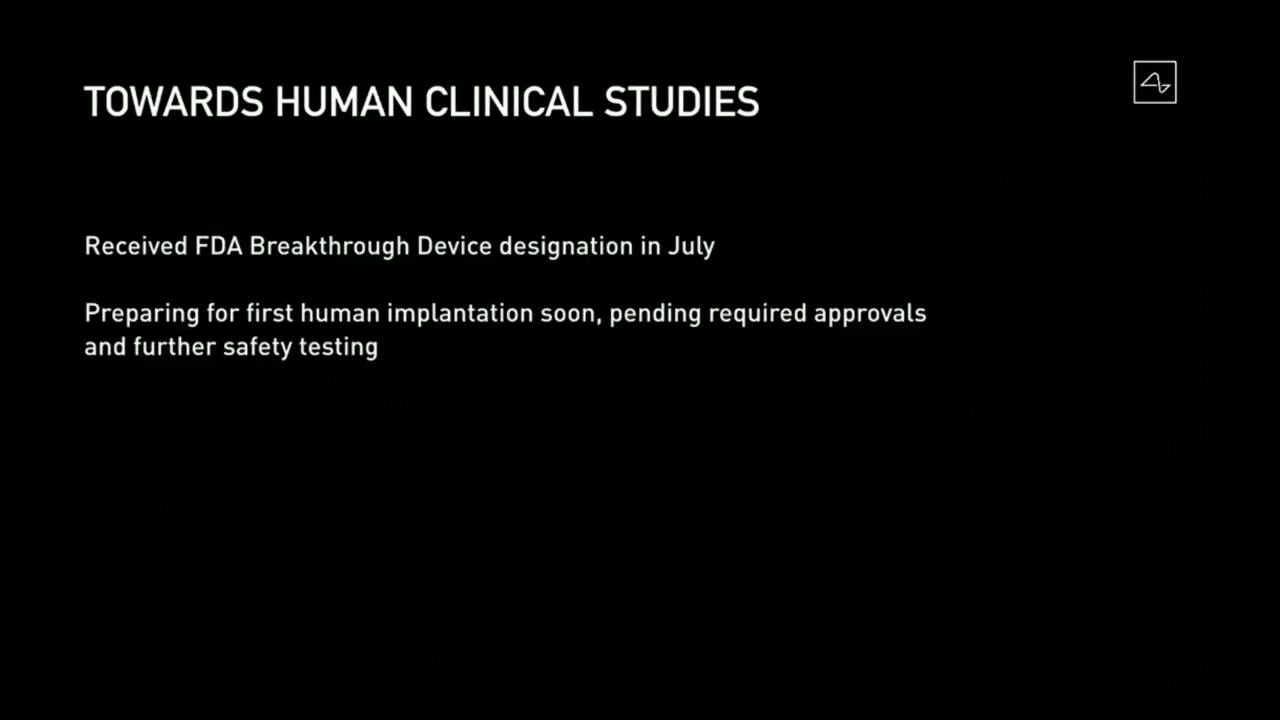 TOWARDS HUMAN CLINICAL STUDIES
Received FDA Breakthrough Device designation in July
Preparing for first human implantation soon, pending required approvals
and further safety testing